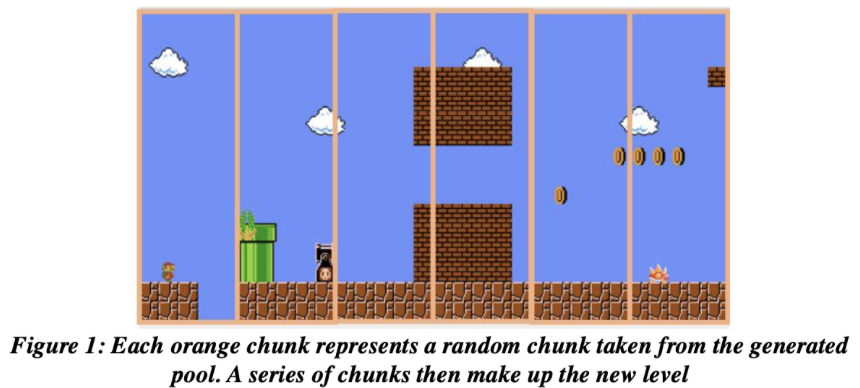 Figure 1: Each orange chunk represents a random chunk taken from the generated
pool. A series of chunks then make up the new level